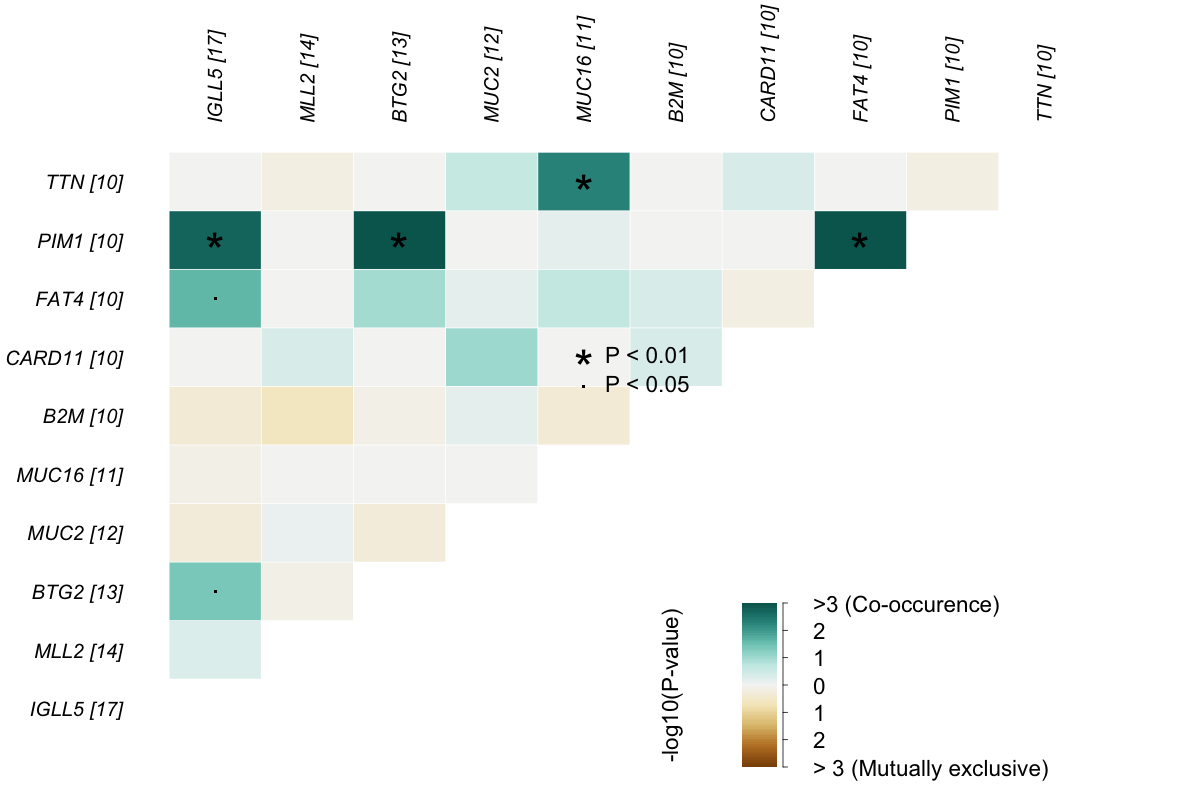 IGLL5 [17]
MLL2 [14]
BTG2 [13]
MUC2 [12]
MUC16 [11]
B2M [10]
CARD11 [10]
FAT4 [10]
PIM1 [10]
TTN [10]
TTN [10]
*
PIM1 [10]
*
*
*
FAT4 [10]
·
CARD11 [10]
* P < 0.01
· P < 0.05
B2M [10]
MUC16 [11]
MUC2 [12]
BTG2 [13]
·
MLL2 [14]
IGLL5 [17]
-log10(P-value)
>3 (Co-occurence)
2
1
0
1
2
> 3 (Mutually exclusive)